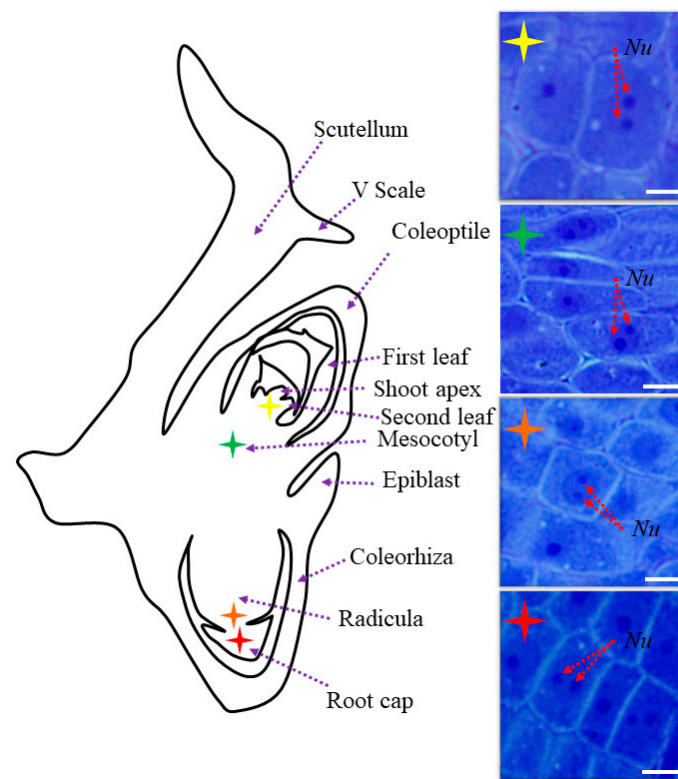 Scutellum
V Scale
Coleoptile
First leaf
Shoot apex
Second leaf
Mesocotyl
Epiblast
Coleorhiza
Radicula
Root cap
Nu
Nu
Nu
Nu